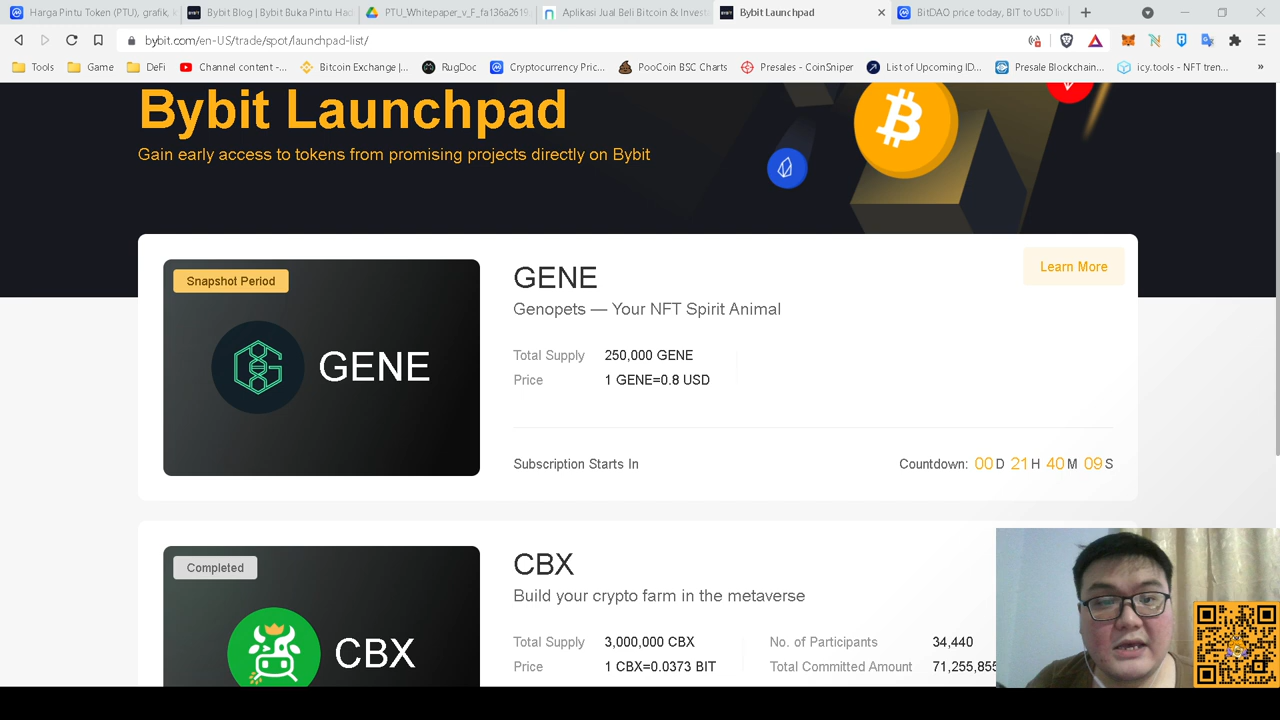 Harga Pintu Token (PTU), grafik, k
Bybit Blog | Bybit Buka Pintu Had
PTU_Whitepaper_v_F_fa136a2619
Aplikasi Jual Beli Bitcoin & Invest
Bybit Launchpad
BitDAO price today, BIT to USD li
bybit.com/en-US/trade/spot/launchpad-list/
Tools
Game
DeFi
Channel content -...
Bitcoin Exchange |...
RugDoc
Cryptocurrency Pric...
PooCoin BSC Charts
Presales - CoinSniper
List of Upcoming ID...
Presale Blockchain...
icy.tools - NFT tren...
»
Bybit Launchpad
Gain early access to tokens from promising projects directly on Bybit
Snapshot Period
GENE
GENE
Genopets — Your NFT Spirit Animal
Learn More
Total Supply 250,000 GENE
Price 1 GENE=0.8 USD
Subscription Starts In
Countdown: 00 D 21 H 40 M 09 S
Completed
CBX
CBX
Build your crypto farm in the metaverse
Total Supply 3,000,000 CBX
No. of Participants 34,440
Price 1 CBX=0.0373 BIT
Total Committed Amount 71,255,855